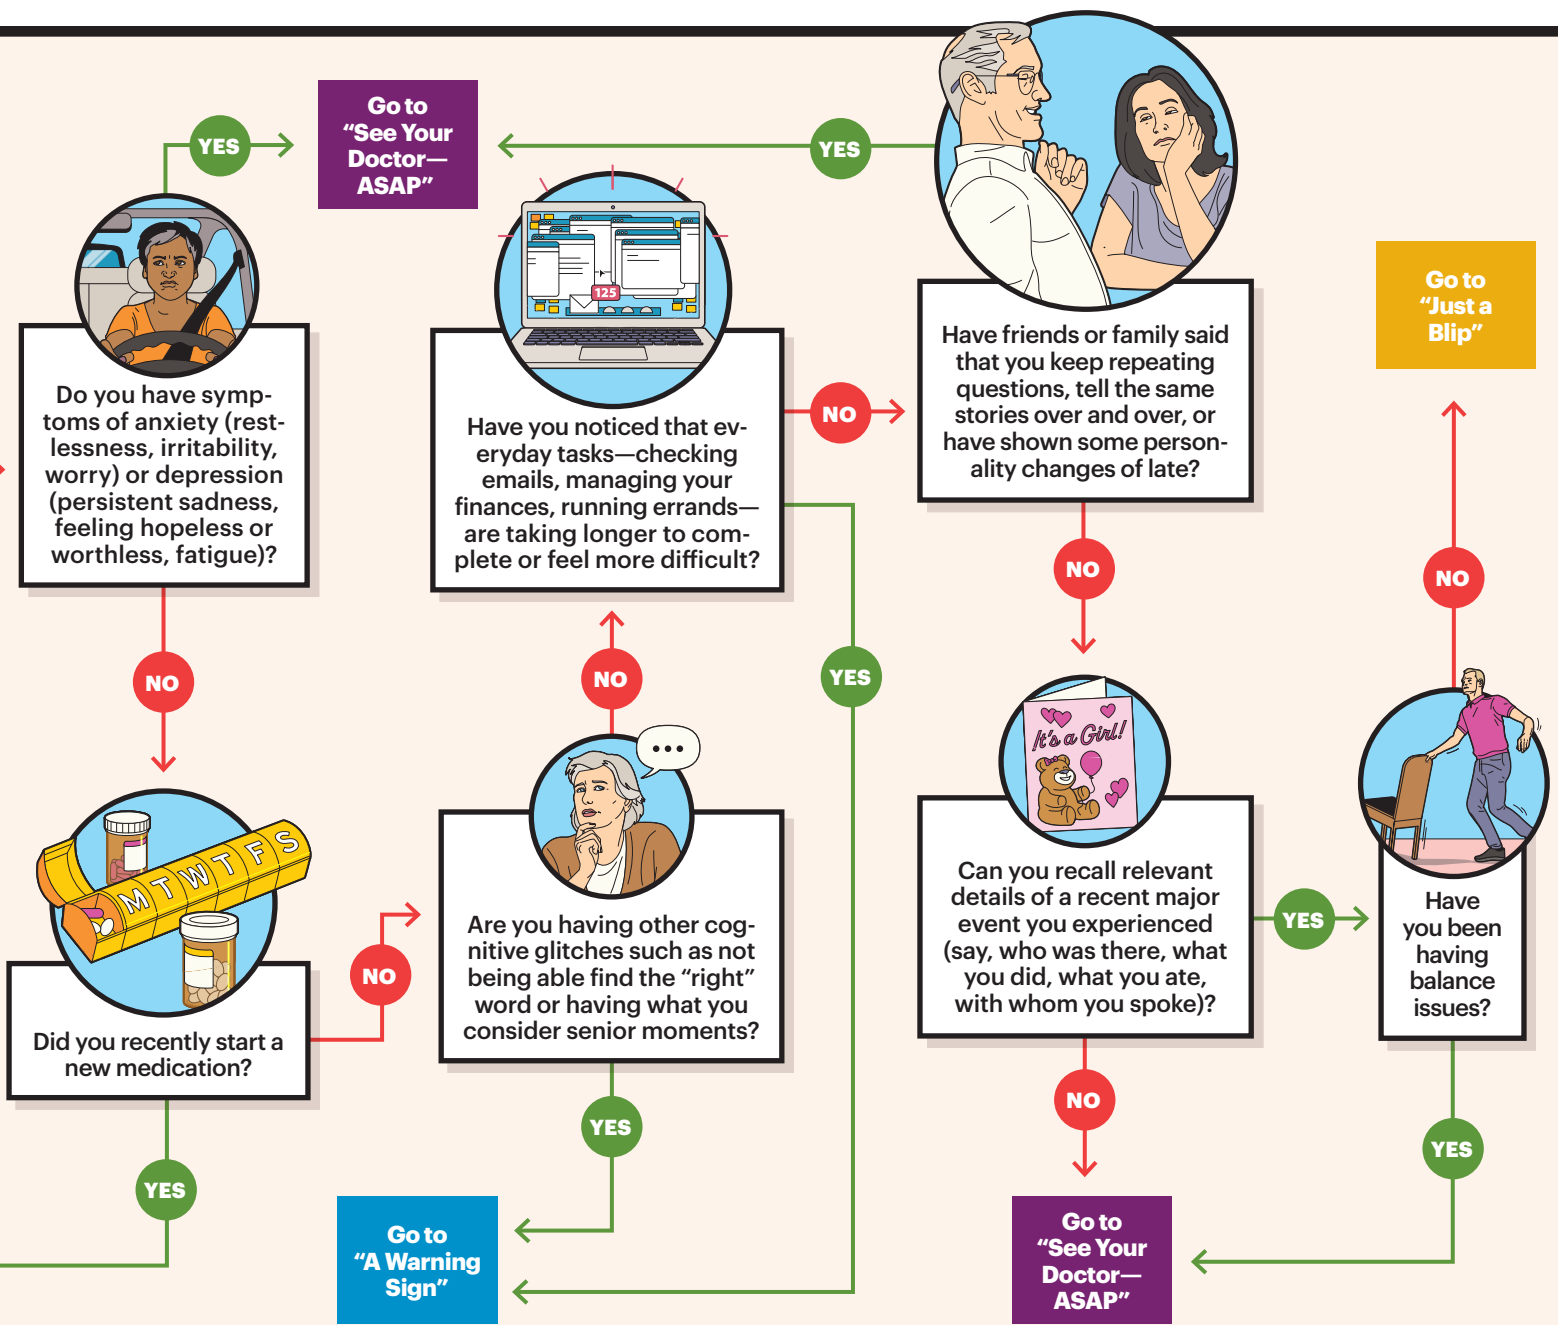 YES
Go to
“See Your
Doctor—
ASAP”
YES
Do you have symp-
toms of anxiety (rest-
lessness, irritability,
worry) or depression
(persistent sadness,
feeling hopeless or
worthless, fatigue)?
NO
M T W T F S
Did you recently start a
new medication?
YES
NO
Are you having other cog-
nitive glitches such as not
being able find the “right”
word or having what you
consider senior moments?
YES
Go to
“A Warning
Sign”
NO
125
Have you noticed that ev-
eryday tasks—checking
emails, managing your
finances, running errands—
are taking longer to com-
plete or feel more difficult?
YES
NO
Have friends or family said
that you keep repeating
questions, tell the same
stories over and over, or
have shown some person-
ality changes of late?
NO
It's a Girl!
Can you recall relevant
details of a recent major
event you experienced
(say, who was there, what
you did, what you ate,
with whom you spoke)?
NO
Go to
“See Your
Doctor—
ASAP”
YES
Have
you been
having
balance
issues?
YES
NO
Go to
“Just a
Blip”